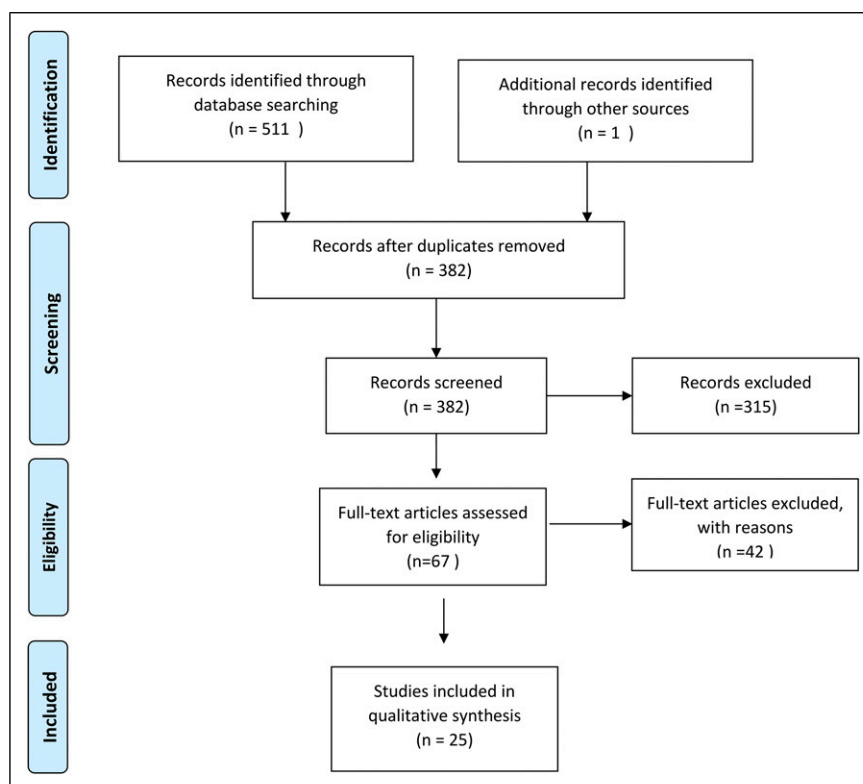 Identification
Records identified through
database searching
(n = 511  )
Additional records identified
through other sources
(n = 1  )
Screening
Records after duplicates removed
(n = 382)
Records screened
(n = 382)
Records excluded
(n =315)
Eligibility
Full-text articles assessed
for eligibility
(n=67 )
Full-text articles excluded,
with reasons
(n =42 )
Included
Studies included in
qualitative synthesis
(n = 25)